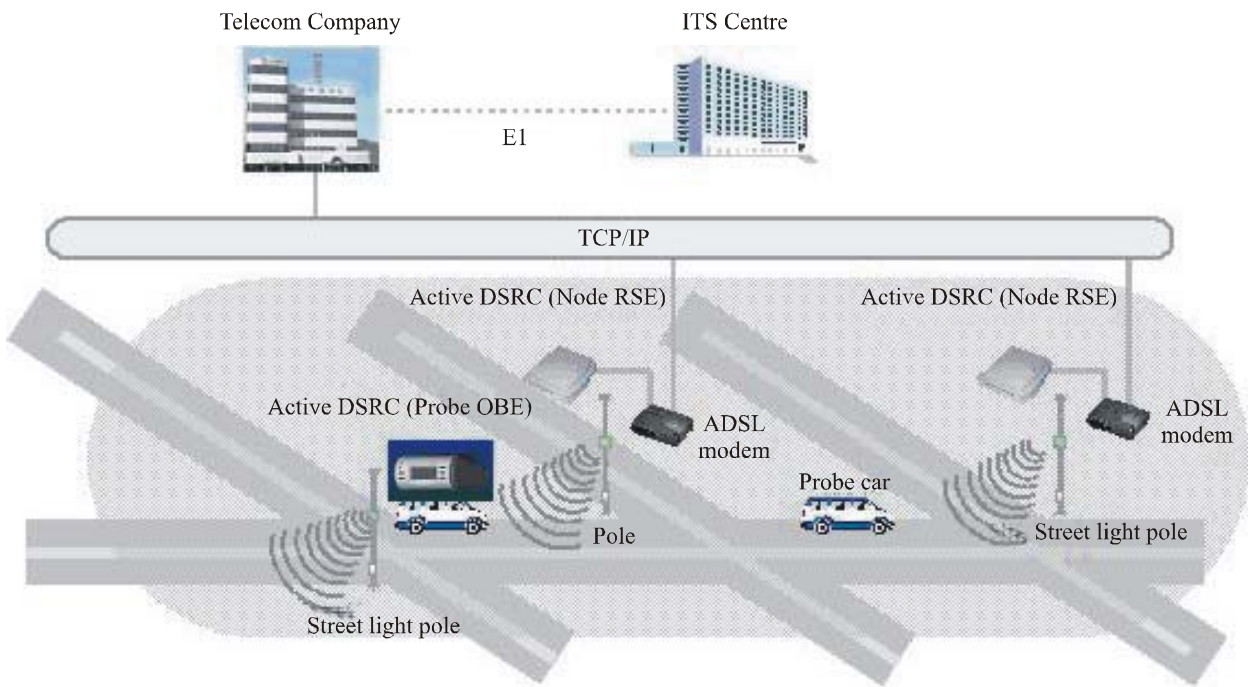 Telecom Company
ITS Centre
E1
TCP/IP
Active DSRC (Node RSE)
Active DSRC (Node RSE)
Active DSRC (Probe OBE)
ADSL
modem
ADSL
modem
Probe car
Pole
Street light pole
Street light pole